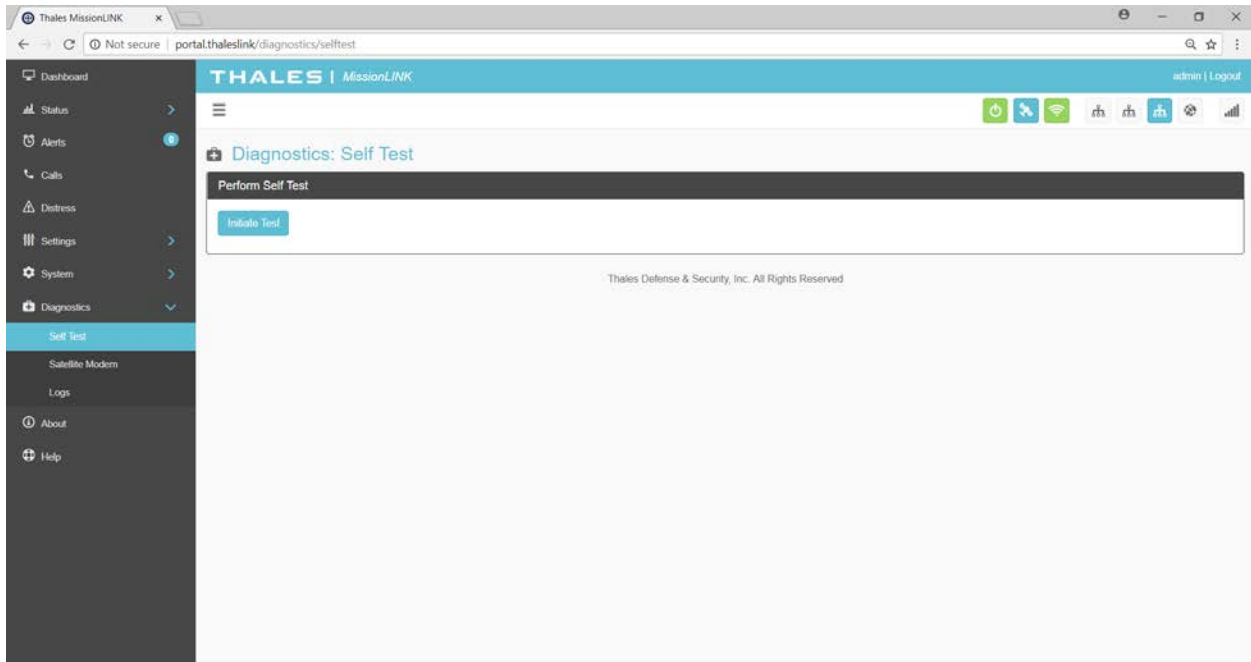 Thales MissionLINK
Not secure | portal.thaleslink/diagnostics/selftest
Dashboard
THALES | MissionLINK
admin | Logout
Status
Alerts
0
Calls
Distress
Settings
System
Diagnostics
Self Test
Satellite Modem
Logs
About
Help
Diagnostics: Self Test
Perform Self Test
Initiate Test
Thales Defense & Security, Inc. All Rights Reserved